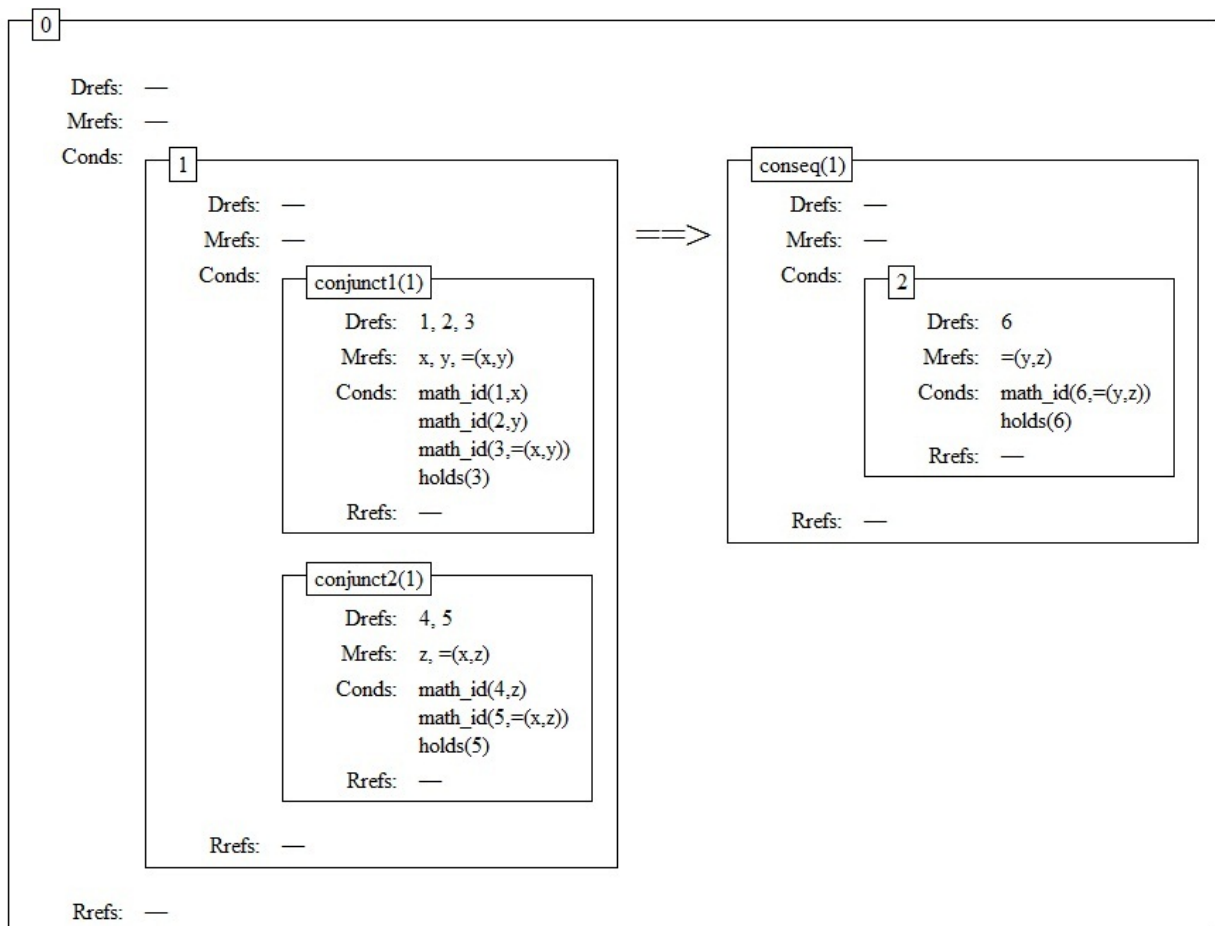 0
Drefs: —
Mrefs: —
Conds:
1
Drefs: —
Mrefs: —
Conds:
conjunct1(1)
Drefs: 1, 2, 3
Mrefs: x, y, =(x,y)
Conds: math_id(1,x)
math_id(2,y)
math_id(3,=(x,y))
holds(3)
Rrefs: —
conjunct2(1)
Drefs: 4, 5
Mrefs: z, =(x,z)
Conds: math_id(4,z)
math_id(5,=(x,z))
holds(5)
Rrefs: —
Rrefs: —
==>
conseq(1)
Drefs: —
Mrefs: —
Conds:
2
Drefs: 6
Mrefs: =(y,z)
Conds: math_id(6,=(y,z))
holds(6)
Rrefs: —
Rrefs: —
Rrefs: —